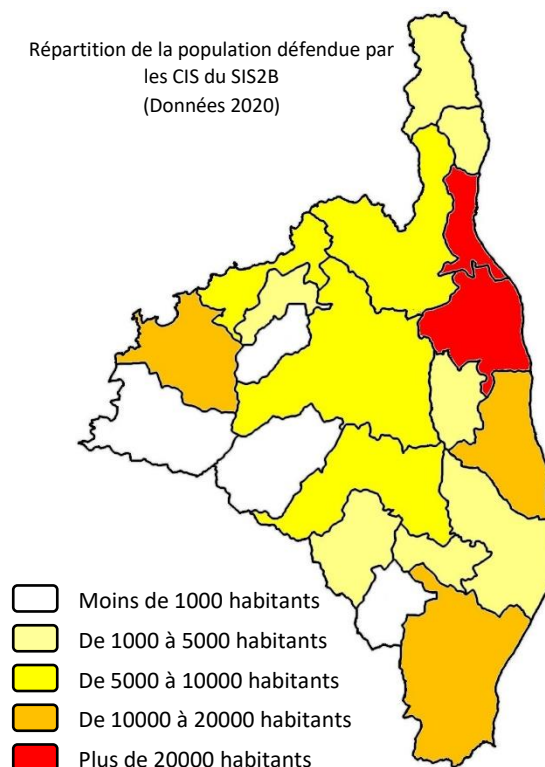 Répartition de la population défendue par
les CIS du SIS2B
(Données 2020)
Moins de 1000 habitants
De 1000 à 5000 habitants
De 5000 à 10000 habitants
De 10000 à 20000 habitants
Plus de 20000 habitants